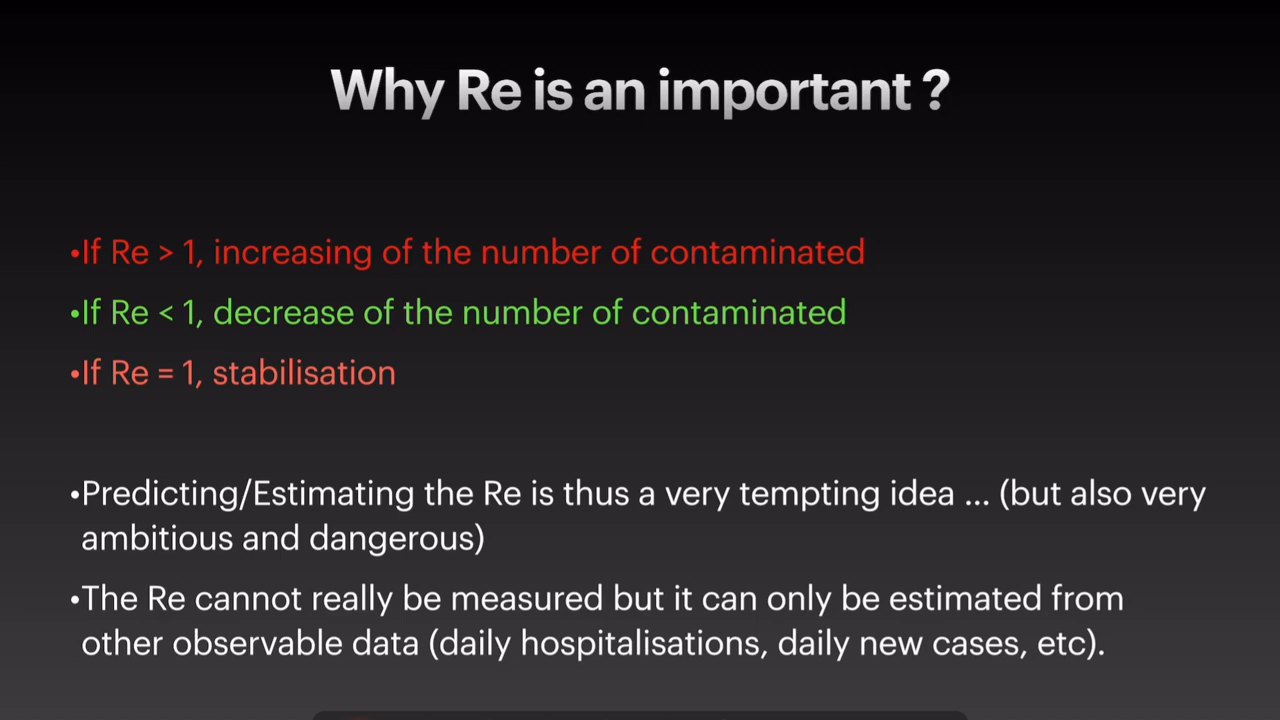 Why Re is an important ?
•If Re > 1, increasing of the number of contaminated
•If Re < 1, decrease of the number of contaminated
•If Re = 1, stabilisation
•Predicting/Estimating the Re is thus a very tempting idea ... (but also very
ambitious and dangerous)
•The Re cannot really be measured but it can only be estimated from
other observable data (daily hospitalisations, daily new cases, etc).